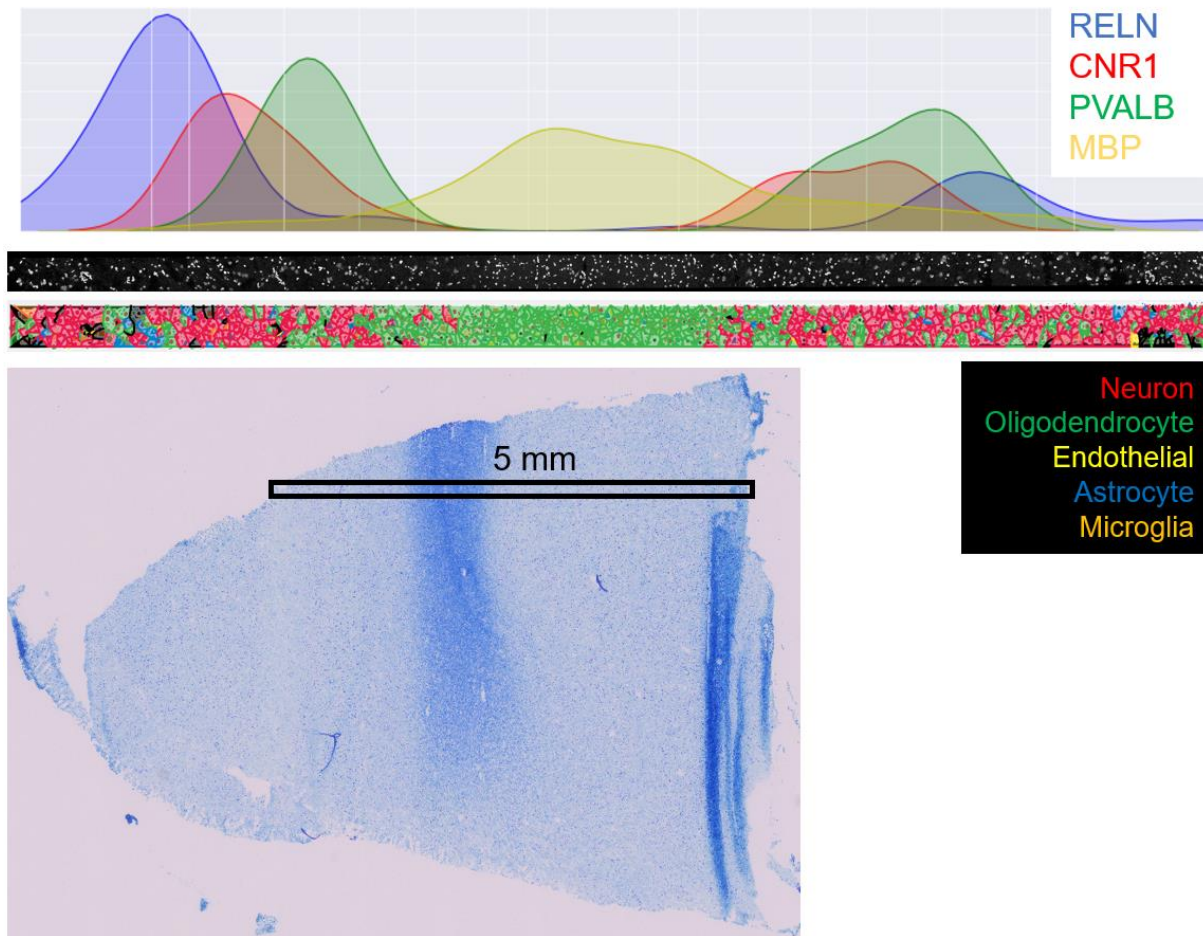 RELN
CNR1
PVALB
MBP
5 mm
Neuron
Oligodendrocyte
Endothelial
Astrocyte
Microglia